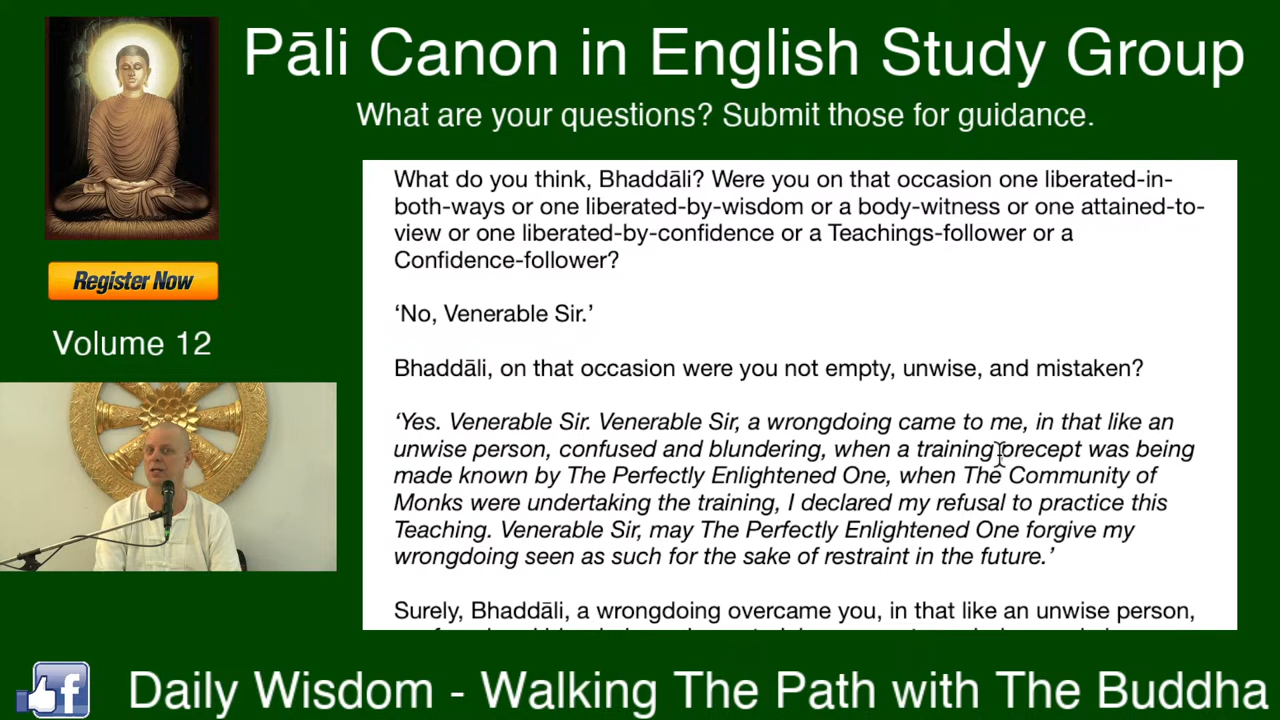 Pāli Canon in English Study Group
What are your questions? Submit those for guidance.
Register Now
Volume 12
What do you think, Bhaddāli? Were you on that occasion one liberated-in-
both-ways or one liberated-by-wisdom or a body-witness or one attained-to-
view or one liberated-by-confidence or a Teachings-follower or a
Confidence-follower?
‘No, Venerable Sir.’
Bhaddāli, on that occasion were you not empty, unwise, and mistaken?
‘Yes. Venerable Sir. Venerable Sir, a wrongdoing came to me, in that like an
unwise person, confused and blundering, when a training precept was being
made known by The Perfectly Enlightened One, when The Community of
Monks were undertaking the training, I declared my refusal to practice this
Teaching. Venerable Sir, may The Perfectly Enlightened One forgive my
wrongdoing seen as such for the sake of restraint in the future.’
Surely, Bhaddāli, a wrongdoing overcame you, in that like an unwise person,
f
Daily Wisdom - Walking The Path with The Buddha